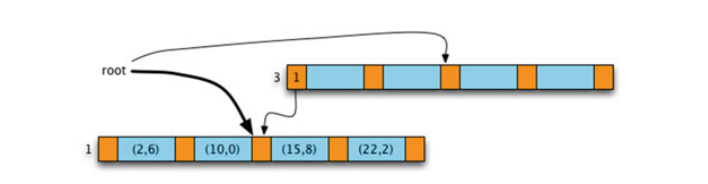 root
3 1
1 (2,6) (10,0) (15,8) (22,2)